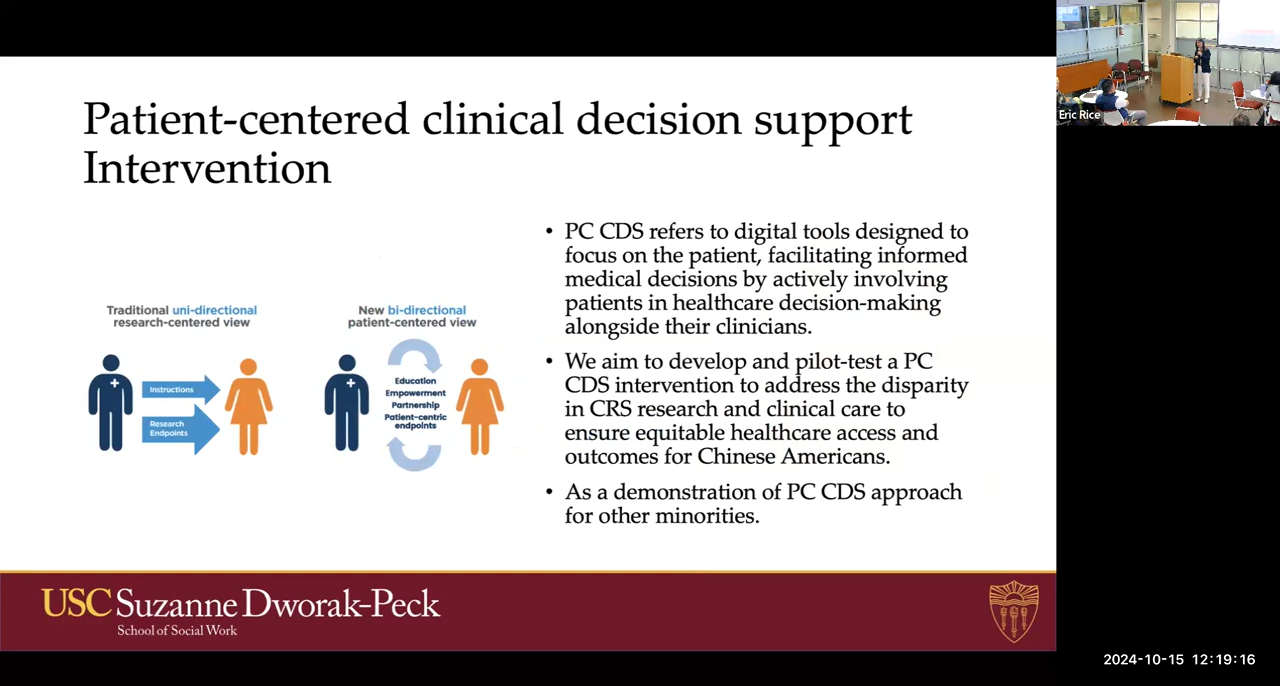 Patient-centered clinical decision support
Intervention
Traditional uni-directional
research-centered view
Instructions
Research
Endpoints
New bi-directional
patient-centered view
Education
Empowerment
Partnership
Patient-centric
endpoints
• PC CDS refers to digital tools designed to
focus on the patient, facilitating informed
medical decisions by actively involving
patients in healthcare decision-making
alongside their clinicians.
• We aim to develop and pilot-test a PC
CDS intervention to address the disparity
in CRS research and clinical care to
ensure equitable healthcare access and
outcomes for Chinese Americans.
• As a demonstration of PC CDS approach
for other minorities.
USC Suzanne Dworak-Peck
School of Social Work
Eric Rice
2024-10-15 12:19:16